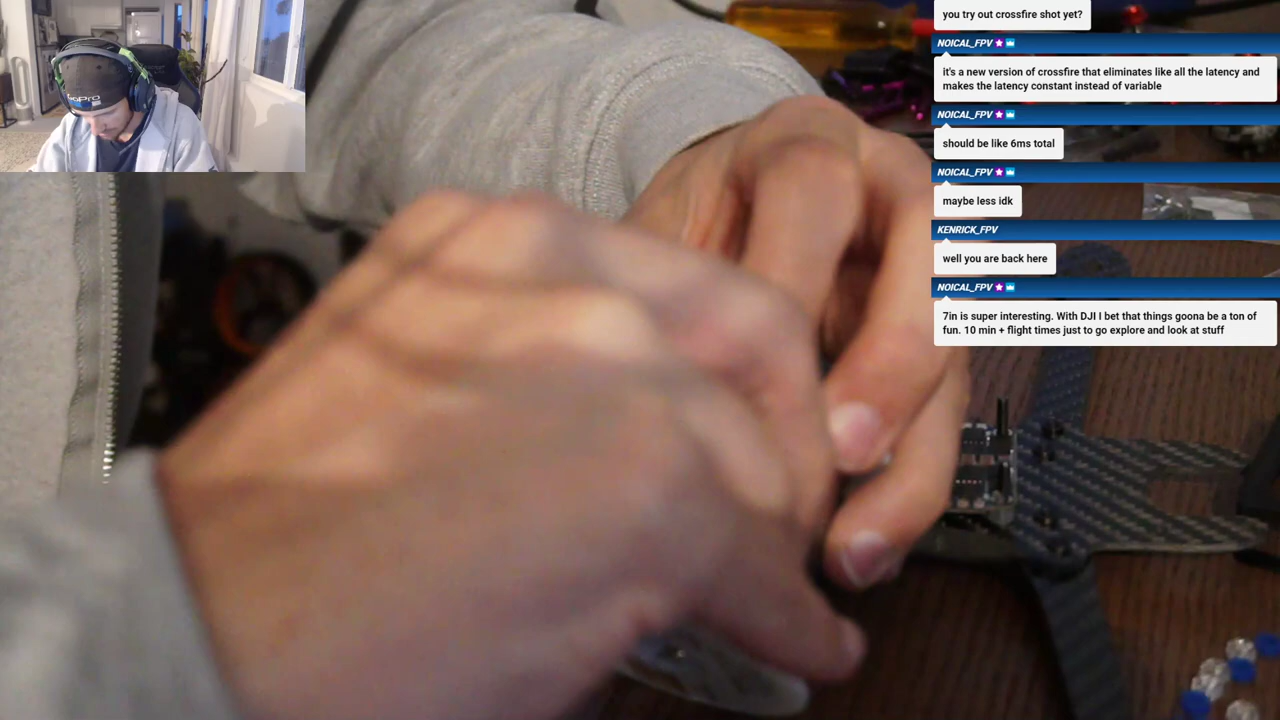 GoPro
you try out crossfire shot yet?
NOICAL_FPV
it's a new version of crossfire that eliminates like all the latency and
makes the latency constant instead of variable
NOICAL_FPV
should be like 6ms total
NOICAL_FPV
maybe less idk
KENRICK_FPV
well you are back here
NOICAL_FPV
7in is super interesting. With DJI I bet that things goona be a ton of
fun. 10 min + flight times just to go explore and look at stuff